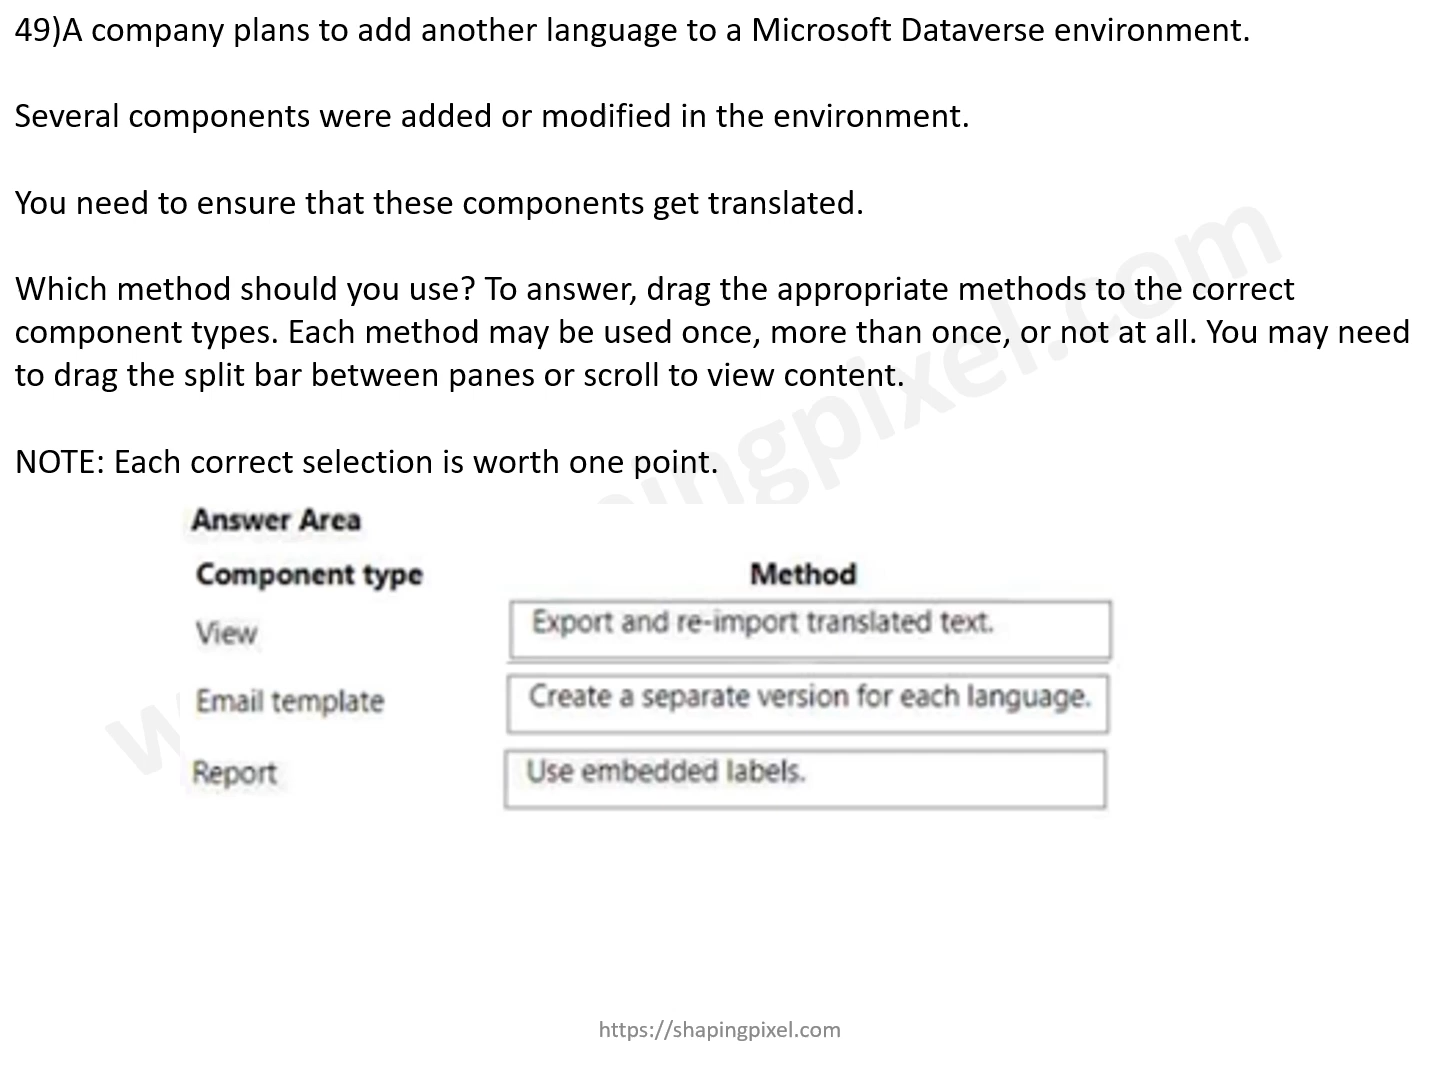 49)A company plans to add another language to a Microsoft Dataverse environment.
Several components were added or modified in the environment.
You need to ensure that these components get translated.
Which method should you use? To answer, drag the appropriate methods to the correct
component types. Each method may be used once, more than once, or not at all. You may need
to drag the split bar between panes or scroll to view content.
NOTE: Each correct selection is worth one point.
Answer Area
Component type Method
View Export and re-import translated text.
Email template Create a separate version for each language.
Report Use embedded labels.
https://shapingpixel.com